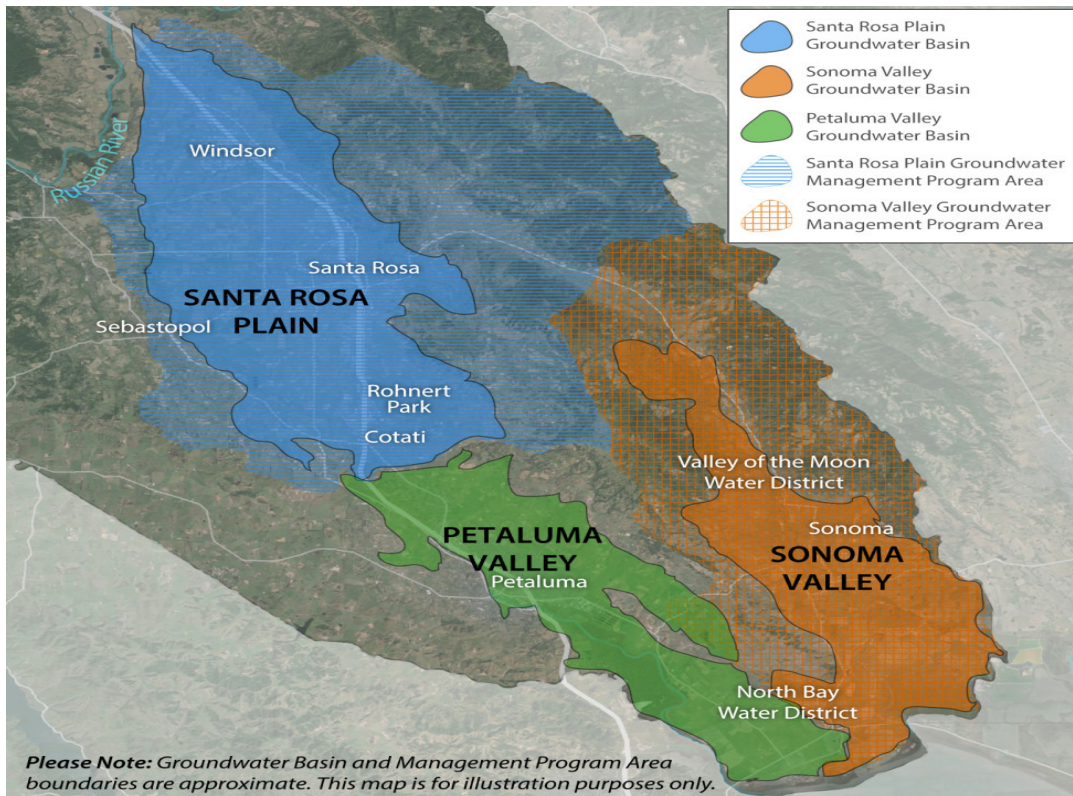 Santa Rosa Plain
Groundwater Basin
Sonoma Valley
Groundwater Basin
Petaluma Valley
Groundwater Basin
Santa Rosa Plain Groundwater
Management Program Area
Sonoma Valley Groundwater
Management Program Area
Russian River
Windsor
Santa Rosa
SANTA ROSA
PLAIN
Sebastopol
Rohnert
Park
Cotati
Valley of the Moon
Water District
PETALUMA
VALLEY
Petaluma
Sonoma
SONOMA
VALLEY
North Bay
Water District
Please Note: Groundwater Basin and Management Program Area
boundaries are approximate. This map is for illustration purposes only.